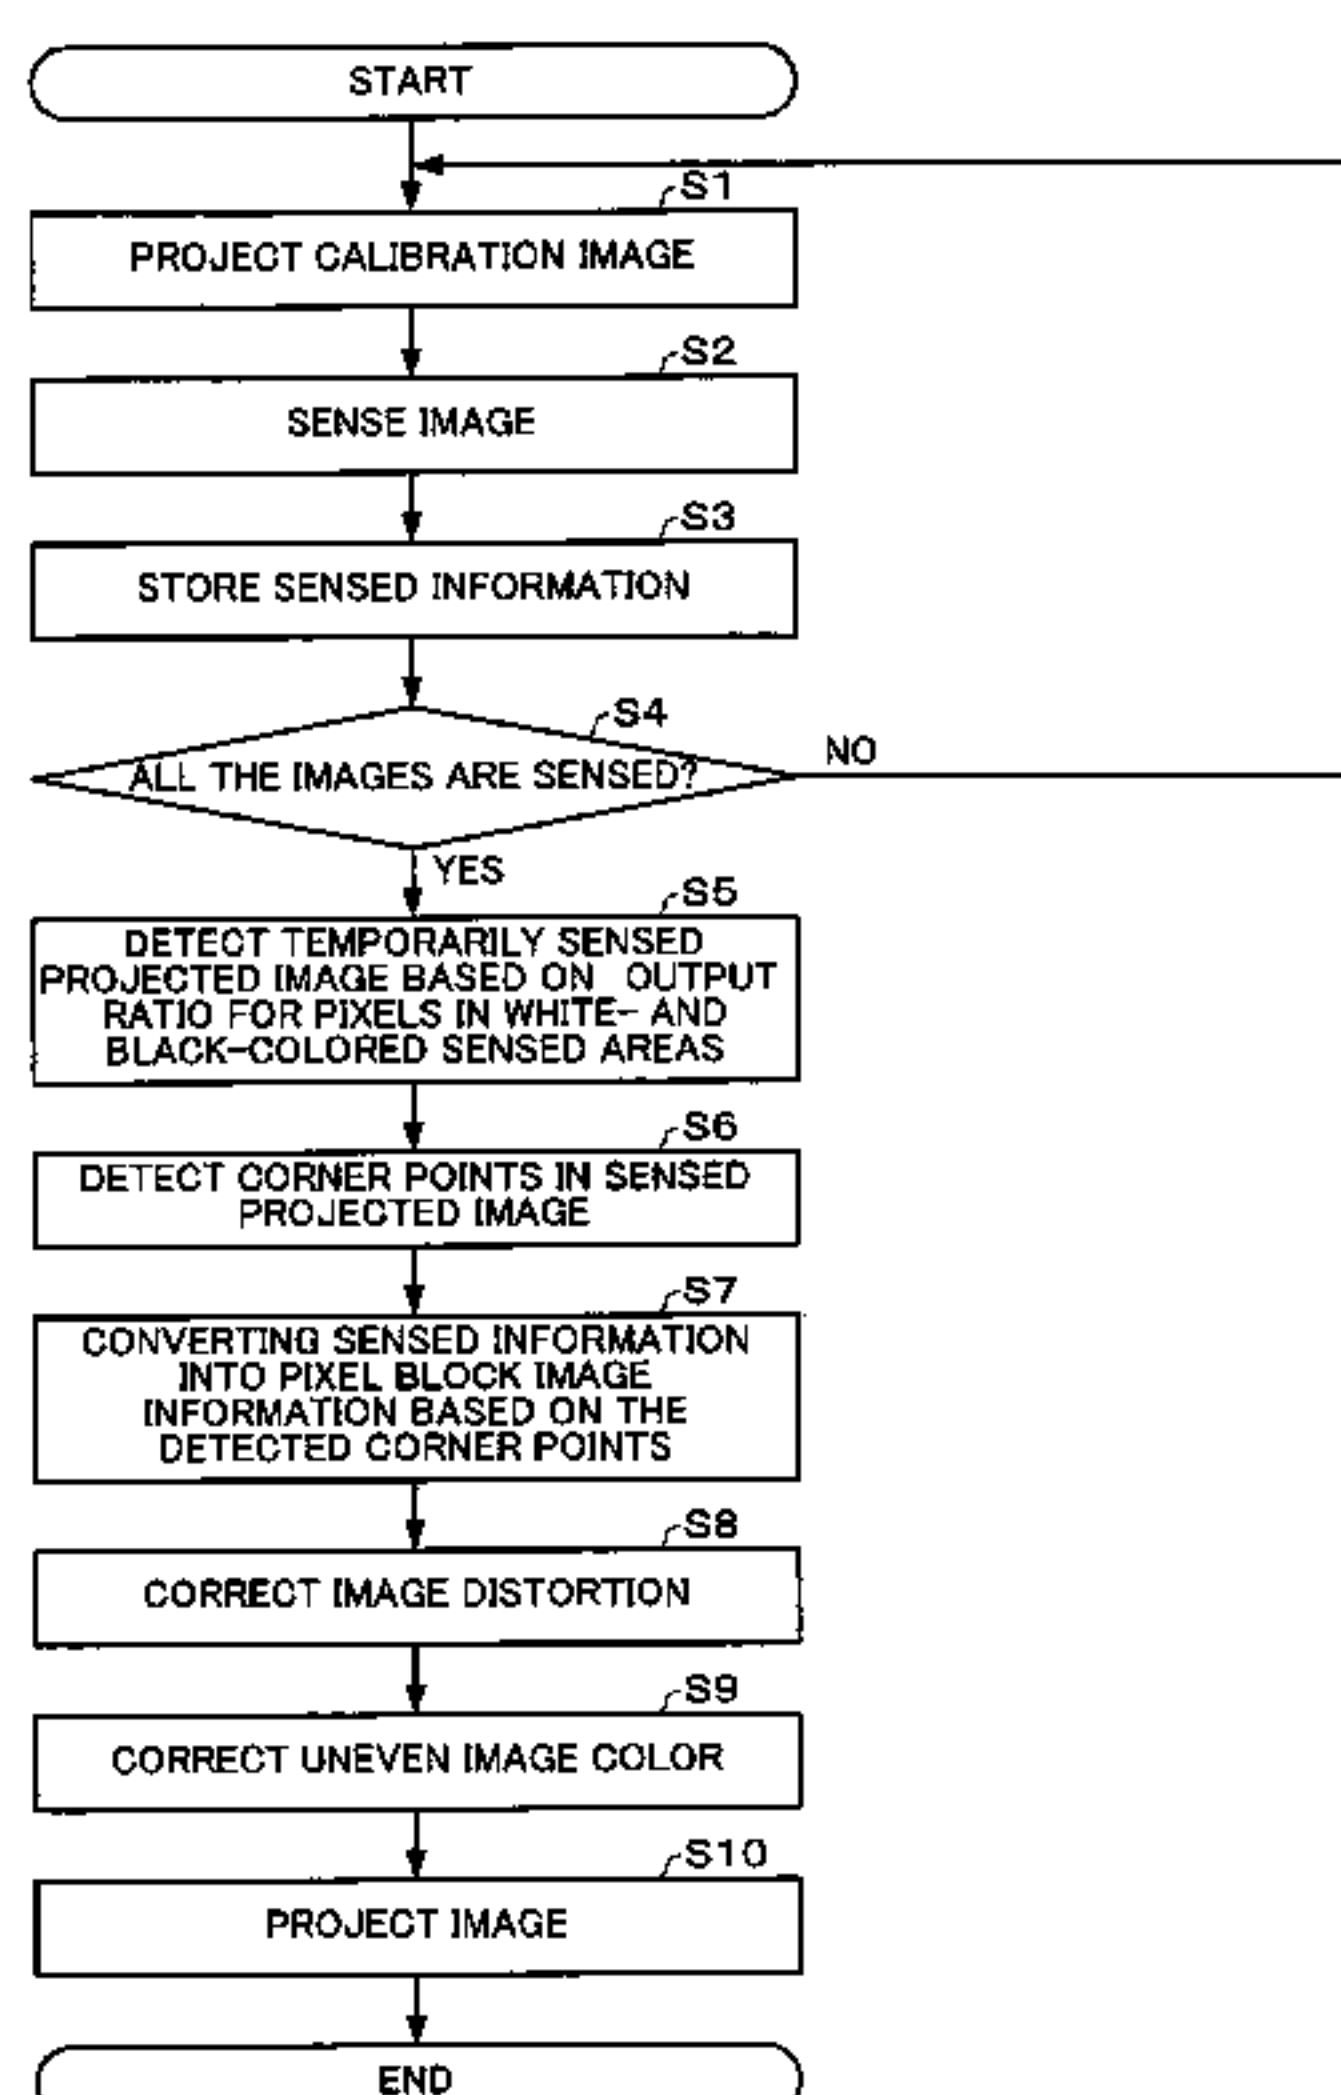 START
S1
PROJECT CALIBRATION IMAGE
S2
SENSE IMAGE
S3
STORE SENSED INFORMATION
S4
ALL THE IMAGES ARE SENSED?
NO
YES
S5
DETECT TEMPORARILY SENSED
PROJECTED IMAGE BASED ON OUTPUT
RATIO FOR PIXELS IN WHITE- AND
BLACK-COLORED SENSED AREAS
S6
DETECT CORNER POINTS IN SENSED
PROJECTED IMAGE
S7
CONVERTING SENSED INFORMATION
INTO PIXEL BLOCK IMAGE
INFORMATION BASED ON THE
DETECTED CORNER POINTS
S8
CORRECT IMAGE DISTORTION
S9
CORRECT UNEVEN IMAGE COLOR
S10
PROJECT IMAGE
END